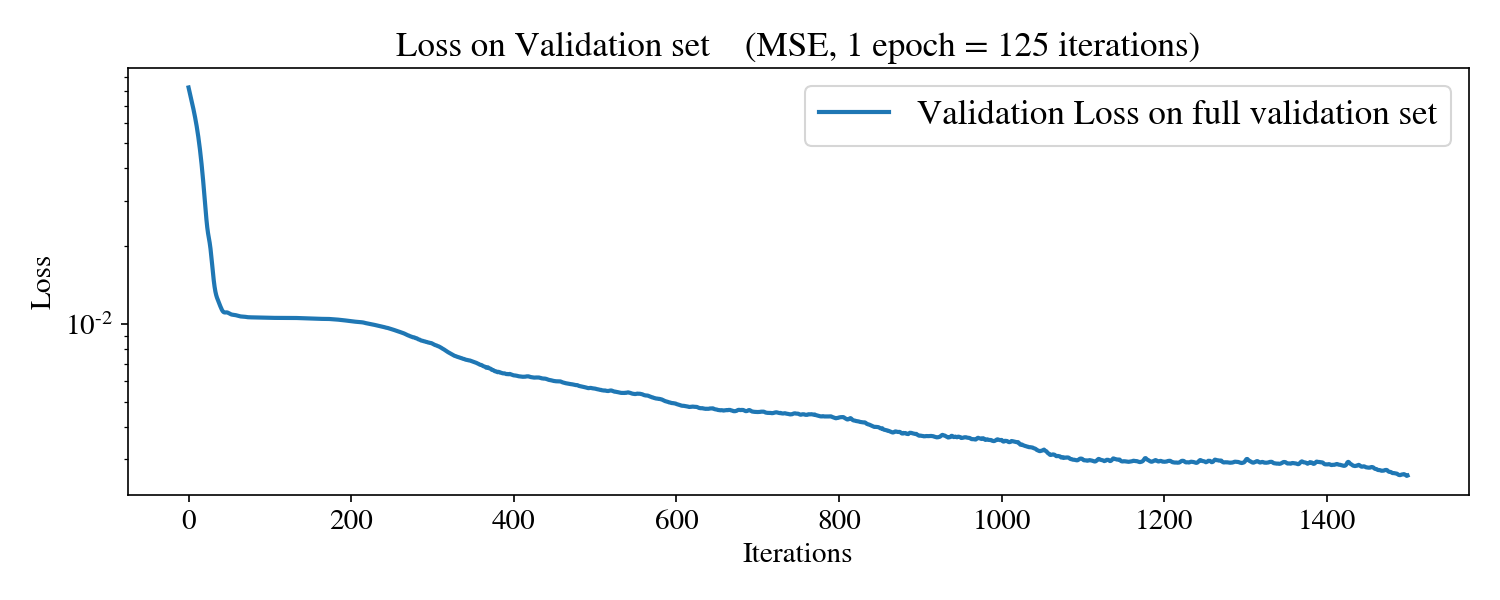 Loss on Validation set    (MSE, 1 epoch = 125 iterations)
Validation Loss on full validation set
Loss
10⁻²
0 200 400 600 800 1000 1200 1400
Iterations